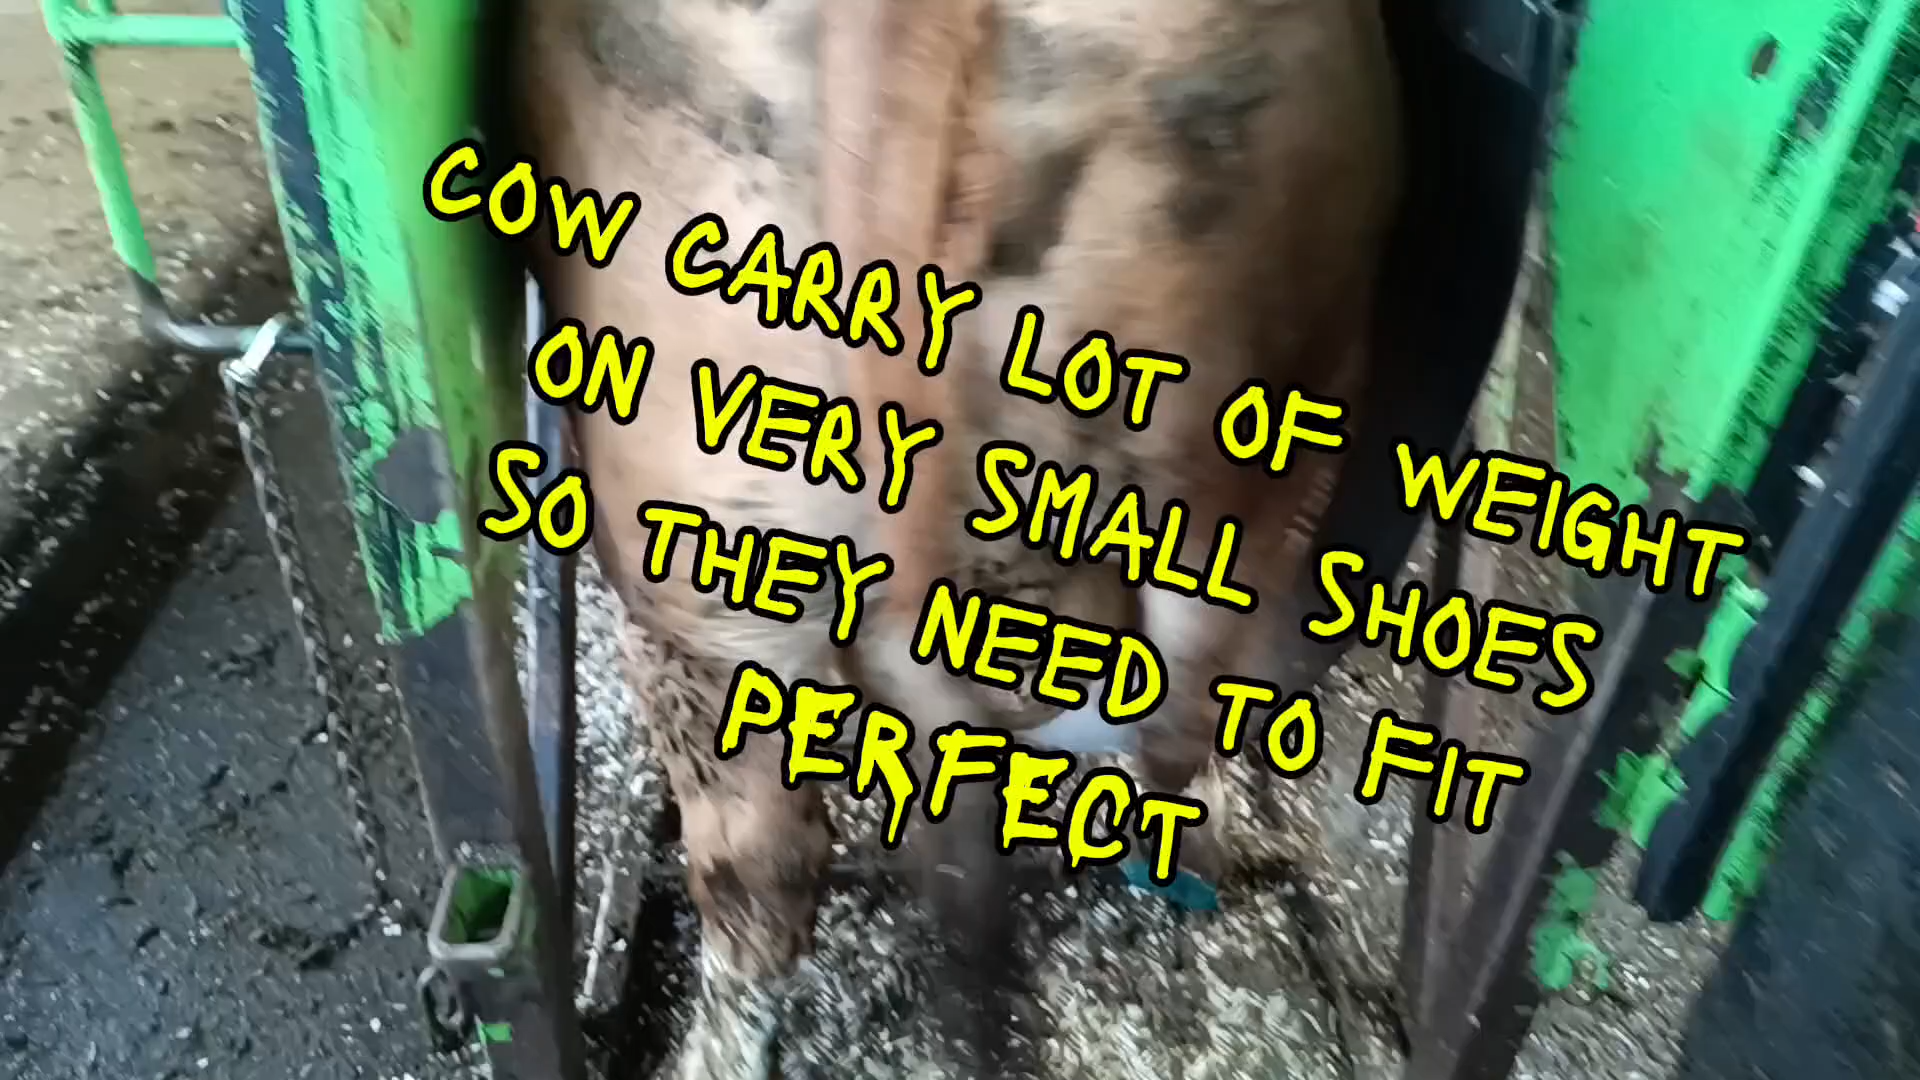 COW CARRY LOT OF WEIGHT
ON VERY SMALL SHOES
SO THEY NEED TO FIT
PERFECT